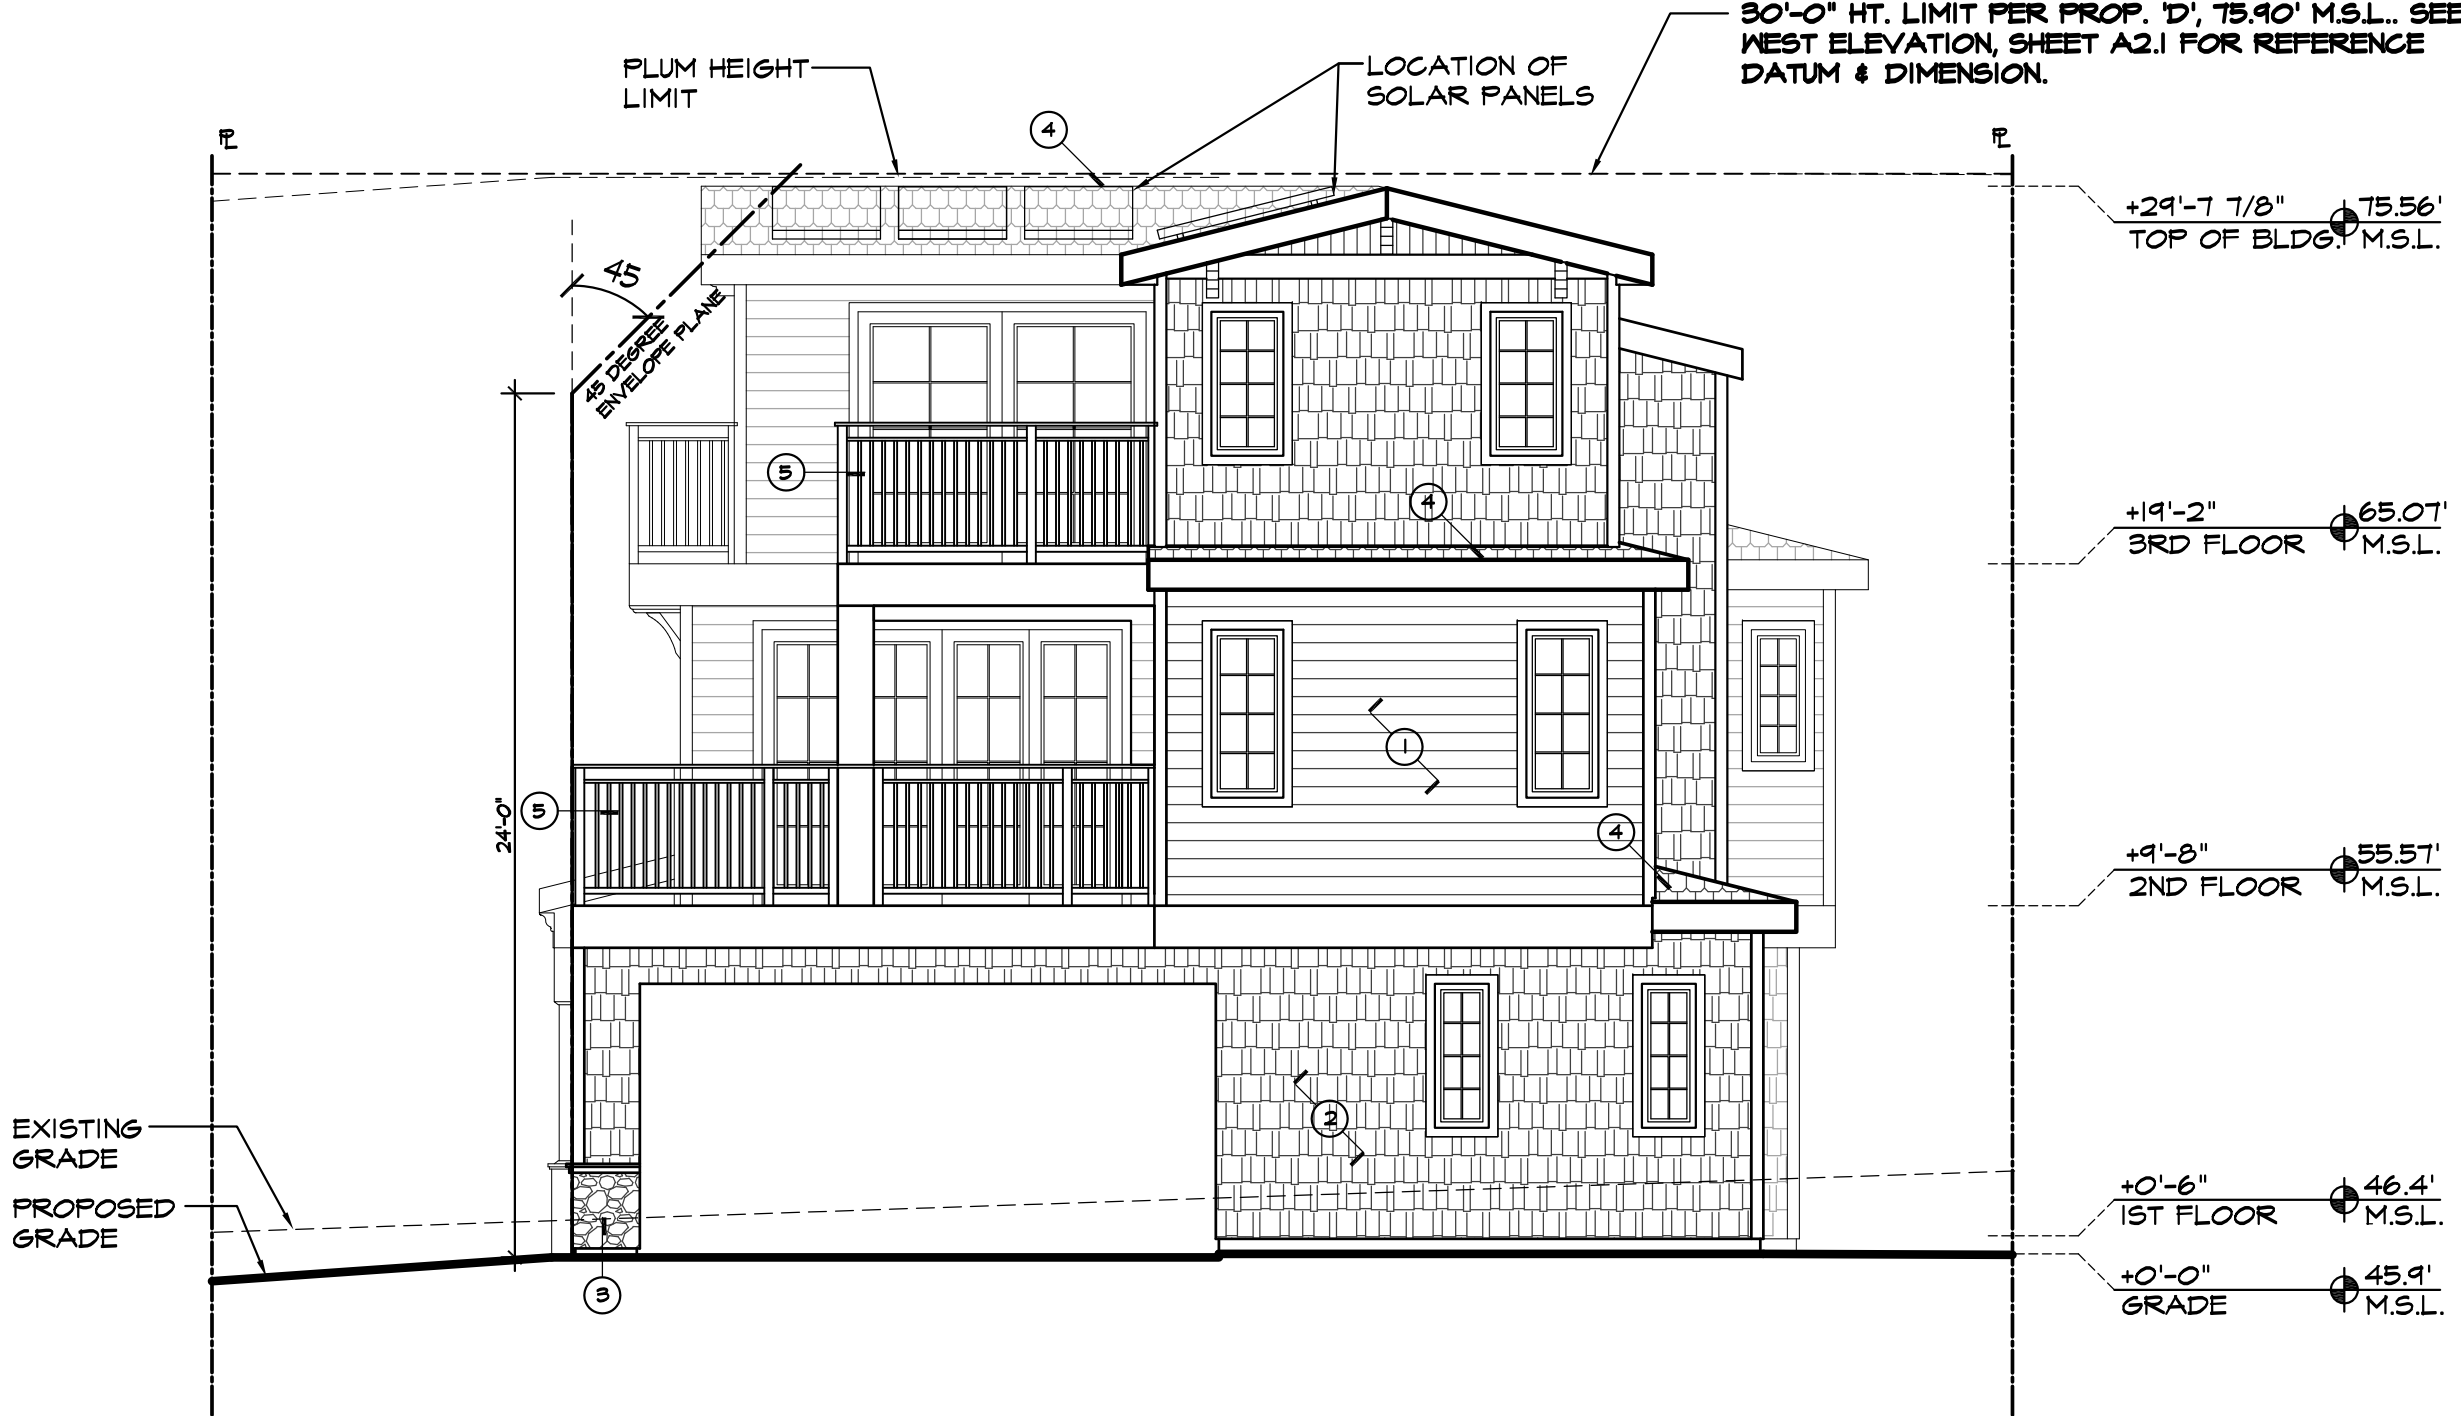 30'-0" HT. LIMIT PER PROP. 'D', 75.90' M.S.L.. SEE
WEST ELEVATION, SHEET A2.1 FOR REFERENCE
DATUM & DIMENSION.
PLUM HEIGHT
LIMIT
LOCATION OF
SOLAR PANELS
4
PL
PL
+29'-7 7/8" 75.56'
TOP OF BLDG. M.S.L.
45
45 DEGREE
ENVELOPE PLANE
5
4
+19'-2" 65.07'
3RD FLOOR M.S.L.
1
24'-0"
5
4
+9'-8" 55.57'
2ND FLOOR M.S.L.
2
EXISTING
GRADE
PROPOSED
GRADE
+0'-6" 46.4'
1ST FLOOR M.S.L.
3
+0'-0" 45.9'
GRADE M.S.L.